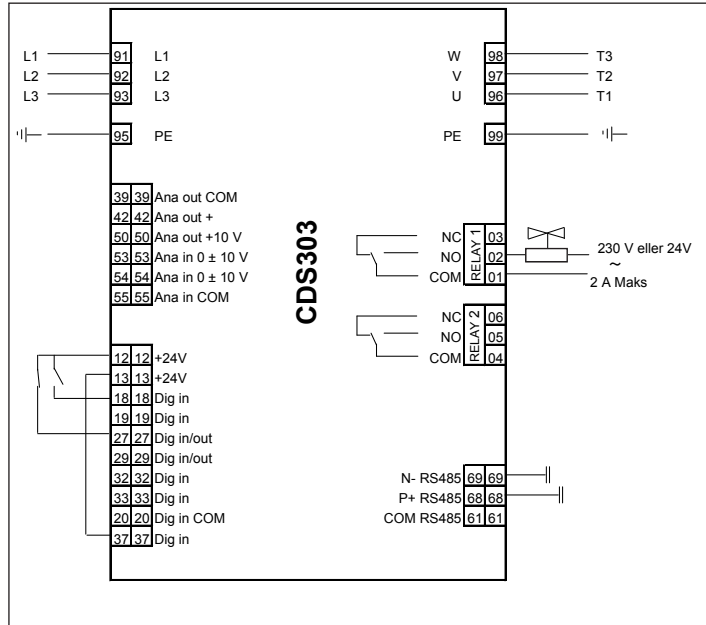 L1 91 L1
L2 92 L2
L3 93 L3
95 PE
W 98 T3
V 97 T2
U 96 T1
PE 99
39 39 Ana out COM
42 42 Ana out +
50 50 Ana out +10 V
53 53 Ana in 0 ± 10 V
54 54 Ana in 0 ± 10 V
55 55 Ana in COM
CDS303
NC 03
NO 02
COM 01
RELAY 1
230 V eller 24V
~
2 A Maks
NC 06
NO 05
COM 04
RELAY 2
12 12 +24V
13 13 +24V
18 18 Dig in
19 19 Dig in
27 27 Dig in/out
29 29 Dig in/out
32 32 Dig in
33 33 Dig in
20 20 Dig in COM
37 37 Dig in
N- RS485 69 69
P+ RS485 68 68
COM RS485 61 61